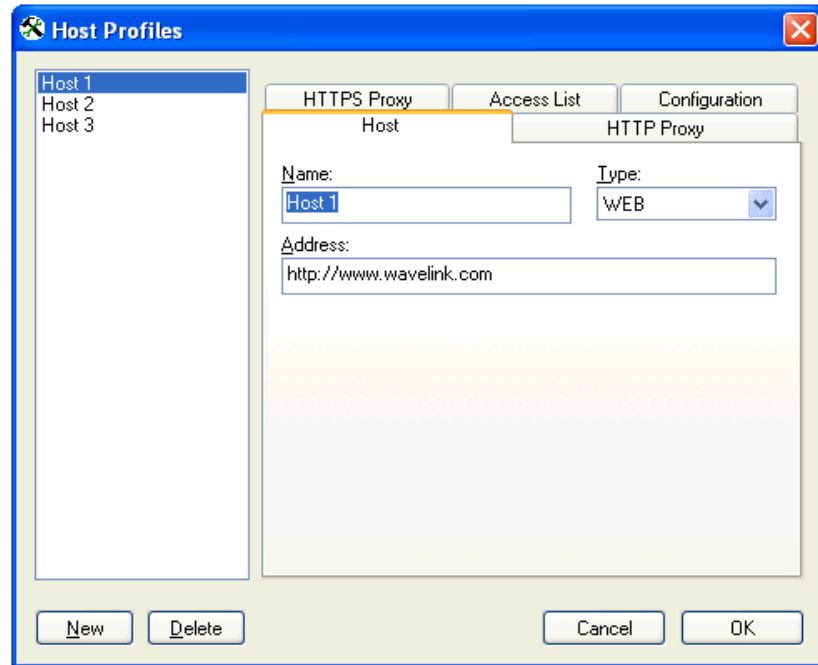 Host Profiles
Host 1
Host 2
Host 3
HTTPS Proxy Access List Configuration
Host HTTP Proxy
Name: Type:
Host 1 WEB
Address:
http://www.wavelink.com
New Delete Cancel OK